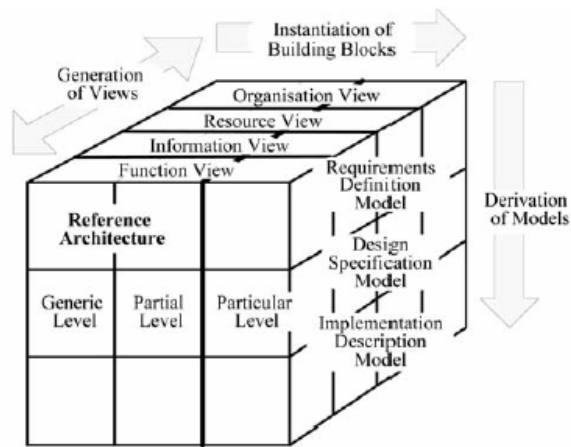 Instantiation of
Building Blocks
Generation
of Views
Organisation View
Resource View
Information View
Function View
Reference
Architecture
Generic
Level
Partial
Level
Particular
Level
Requirements
Definition
Model
Design
Specification
Model
Implementation
Description
Model
Derivation
of Models